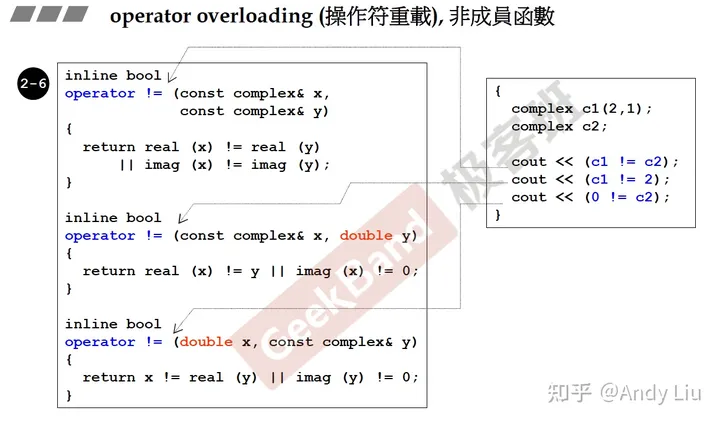 operator overloading (操作符重載), 非成員函數
2-6
inline bool
operator != (const complex& x,
const complex& y)
{
return real (x) != real (y)
|| imag (x) != imag (y);
}
inline bool
operator != (const complex& x, double y)
{
return real (x) != y || imag (x) != 0;
}
inline bool
operator != (double x, const complex& y)
{
return x != real (y) || imag (y) != 0;
}
{
complex c1(2,1);
complex c2;
cout << (c1 != c2);
cout << (c1 != 2);
cout << (0 != c2);
}
GeekBand 极客班
知乎 @Andy Liu